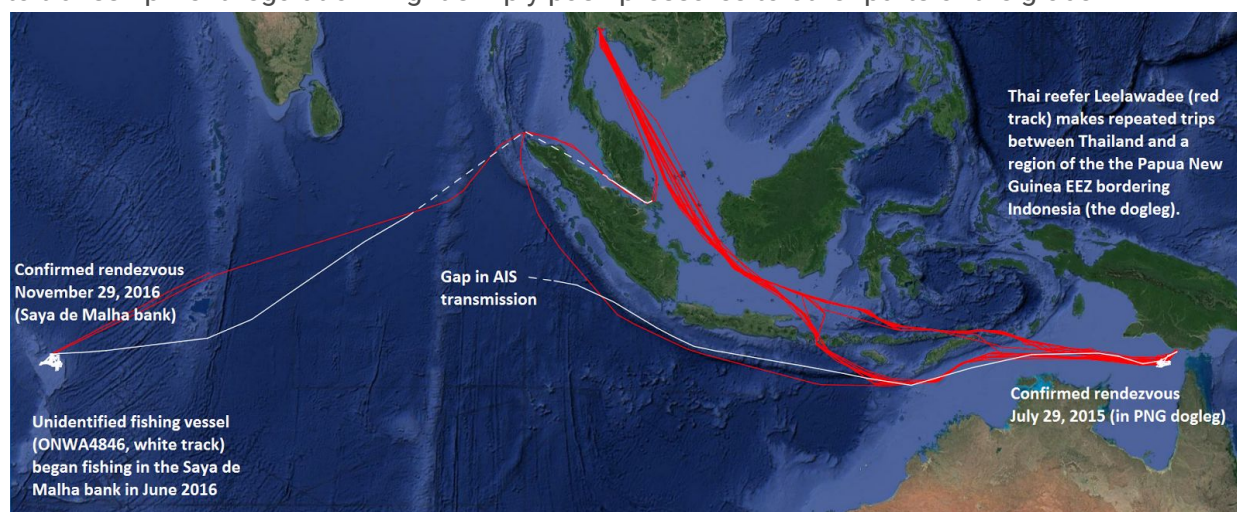 Thai reefer Leelawadee (red
track) makes repeated trips
between Thailand and a
region of the the Papua New
Guinea EEZ bordering
Indonesia (the dogleg).
Confirmed rendezvous
November 29, 2016
(Saya de Malha bank)
Gap in AIS
transmission
Unidentified fishing vessel
(ONWA4846, white track)
began fishing in the Saya de
Malha bank in June 2016
Confirmed rendezvous
July 29, 2015 (in PNG dogleg)